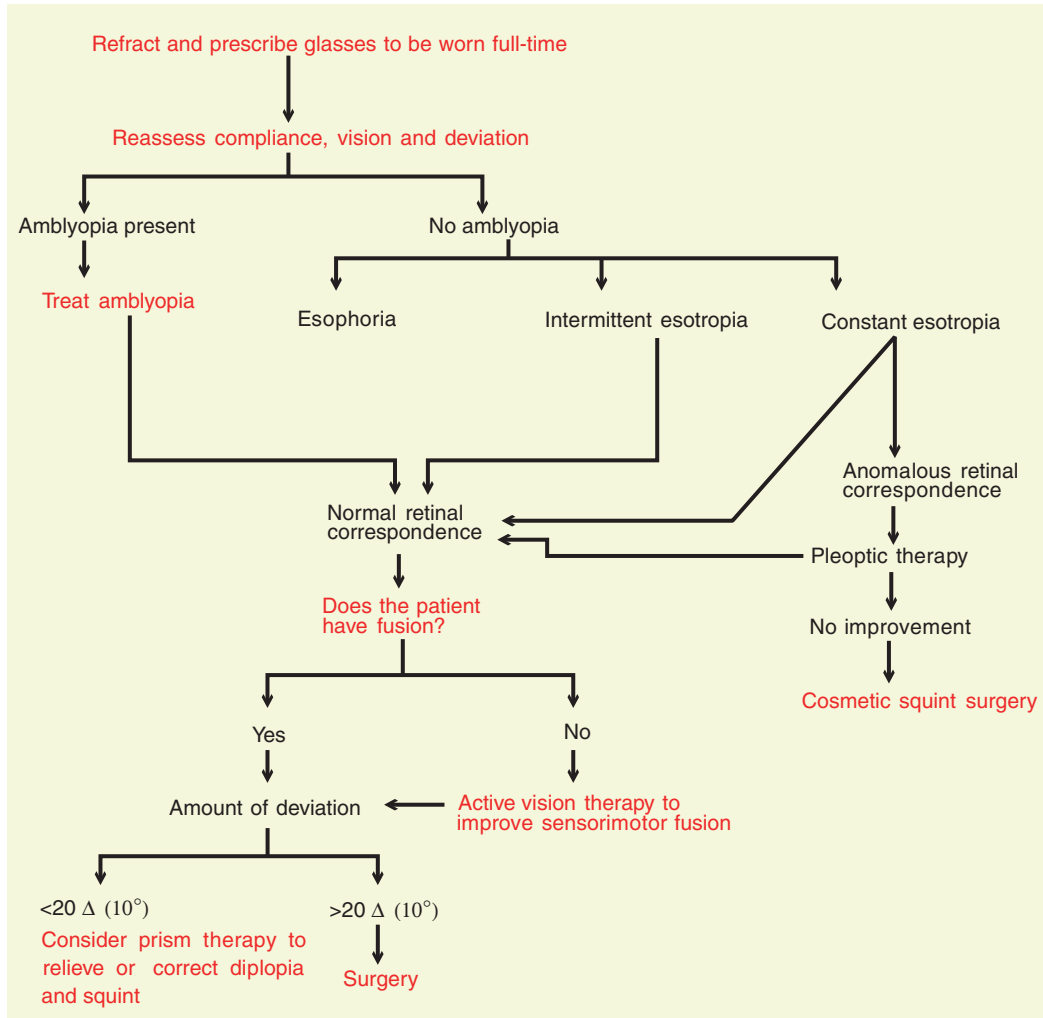 Refract and prescribe glasses to be worn full-time
Reassess compliance, vision and deviation
Amblyopia present
No amblyopia
Treat amblyopia
Esophoria
Intermittent esotropia
Constant esotropia
Anomalous retinal
correspondence
Normal retinal
correspondence
Pleoptic therapy
Does the patient
have fusion?
No improvement
Cosmetic squint surgery
Yes
No
Amount of deviation
Active vision therapy to
improve sensorimotor fusion
<20 Δ (10°)
>20 Δ (10°)
Consider prism therapy to
relieve or correct diplopia
and squint
Surgery